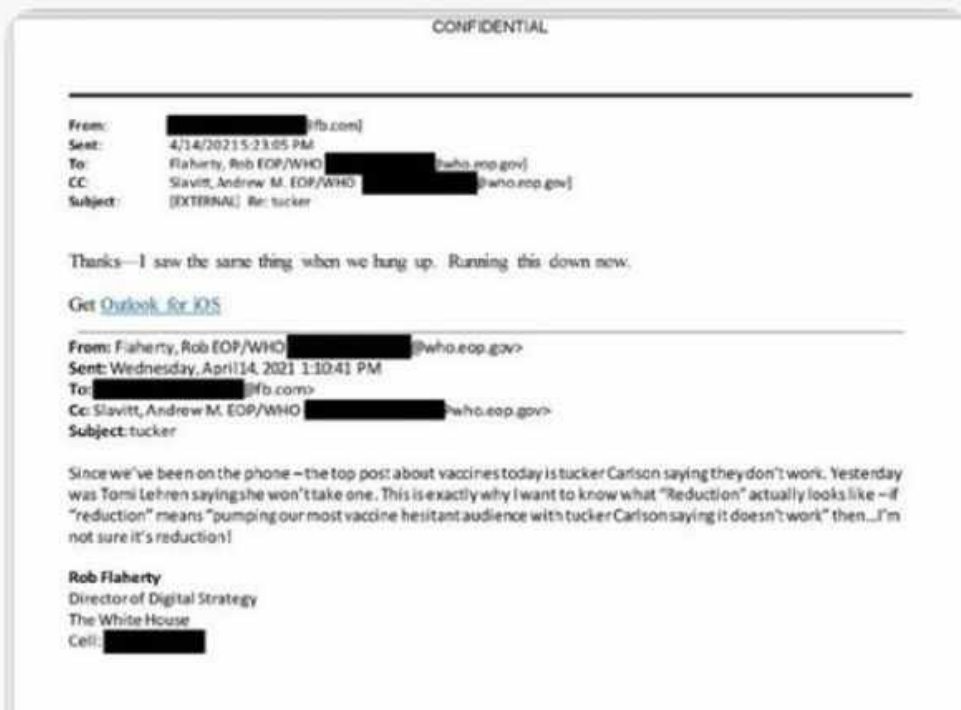 CONFIDENTIAL
From: @fb.com]
Sent: 4/14/2021 5:23:05 PM
To: Flaherty, Rob EOP/WHO @who.eop.gov]
CC: Slavitt, Andrew M. EOP/WHO @who.eop.gov]
Subject: [EXTERNAL] Re: tucker
Thanks—I saw the same thing when we hung up. Running this down now.
Get Outlook for iOS
From: Flaherty, Rob EOP/WHO @who.eop.gov>
Sent: Wednesday, April 14, 2021 1:10:41 PM
To: @fb.com>
Cc: Slavitt, Andrew M. EOP/WHO @who.eop.gov>
Subject: tucker
Since we've been on the phone – the top post about vaccines today is tucker Carlson saying they don't work. Yesterday
was Tomi Lehren saying she won't take one. This is exactly why I want to know what "Reduction" actually looks like – if
"reduction" means "pumping our most vaccine hesitant audience with tucker Carlson saying it doesn't work" then...I'm
not sure it's reduction!
Rob Flaherty
Director of Digital Strategy
The White House
Cell: